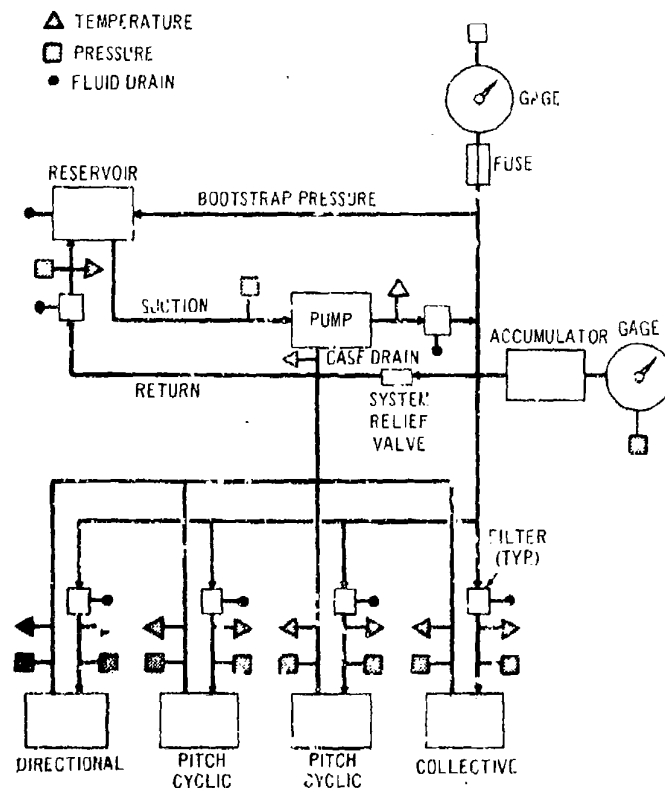 TEMPERATURE
PRESSURE
FLUID DRAIN
GAGE
FUSE
RESERVOIR
BOOTSTRAP PRESSURE
SUCTION
PUMP
ACCUMULATOR
GAGE
CASE DRAIN
RETURN
SYSTEM
RELIEF
VALVE
FILTER
(TYP.)
DIRECTIONAL
PITCH
CYCLIC
PITCH
CYCLIC
COLLECTIVE